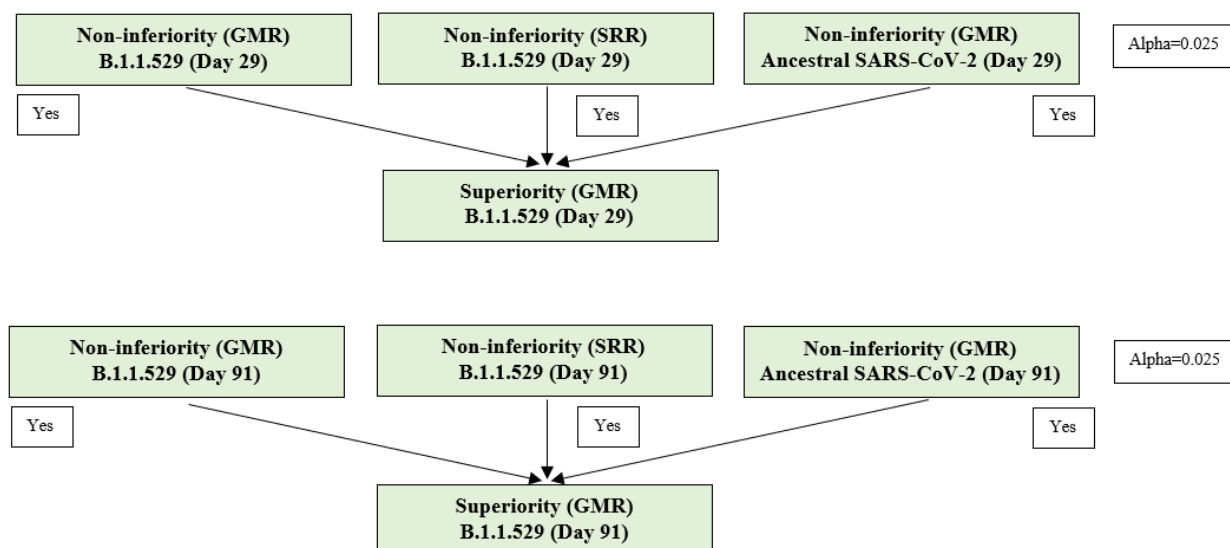 Non-inferiority (GMR)
B.1.1.529 (Day 29)
Non-inferiority (SRR)
B.1.1.529 (Day 29)
Non-inferiority (GMR)
Ancestral SARS-CoV-2 (Day 29)
Alpha=0.025
Yes
Yes
Yes
Superiority (GMR)
B.1.1.529 (Day 29)
Non-inferiority (GMR)
B.1.1.529 (Day 91)
Non-inferiority (SRR)
B.1.1.529 (Day 91)
Non-inferiority (GMR)
Ancestral SARS-CoV-2 (Day 91)
Alpha=0.025
Yes
Yes
Yes
Superiority (GMR)
B.1.1.529 (Day 91)